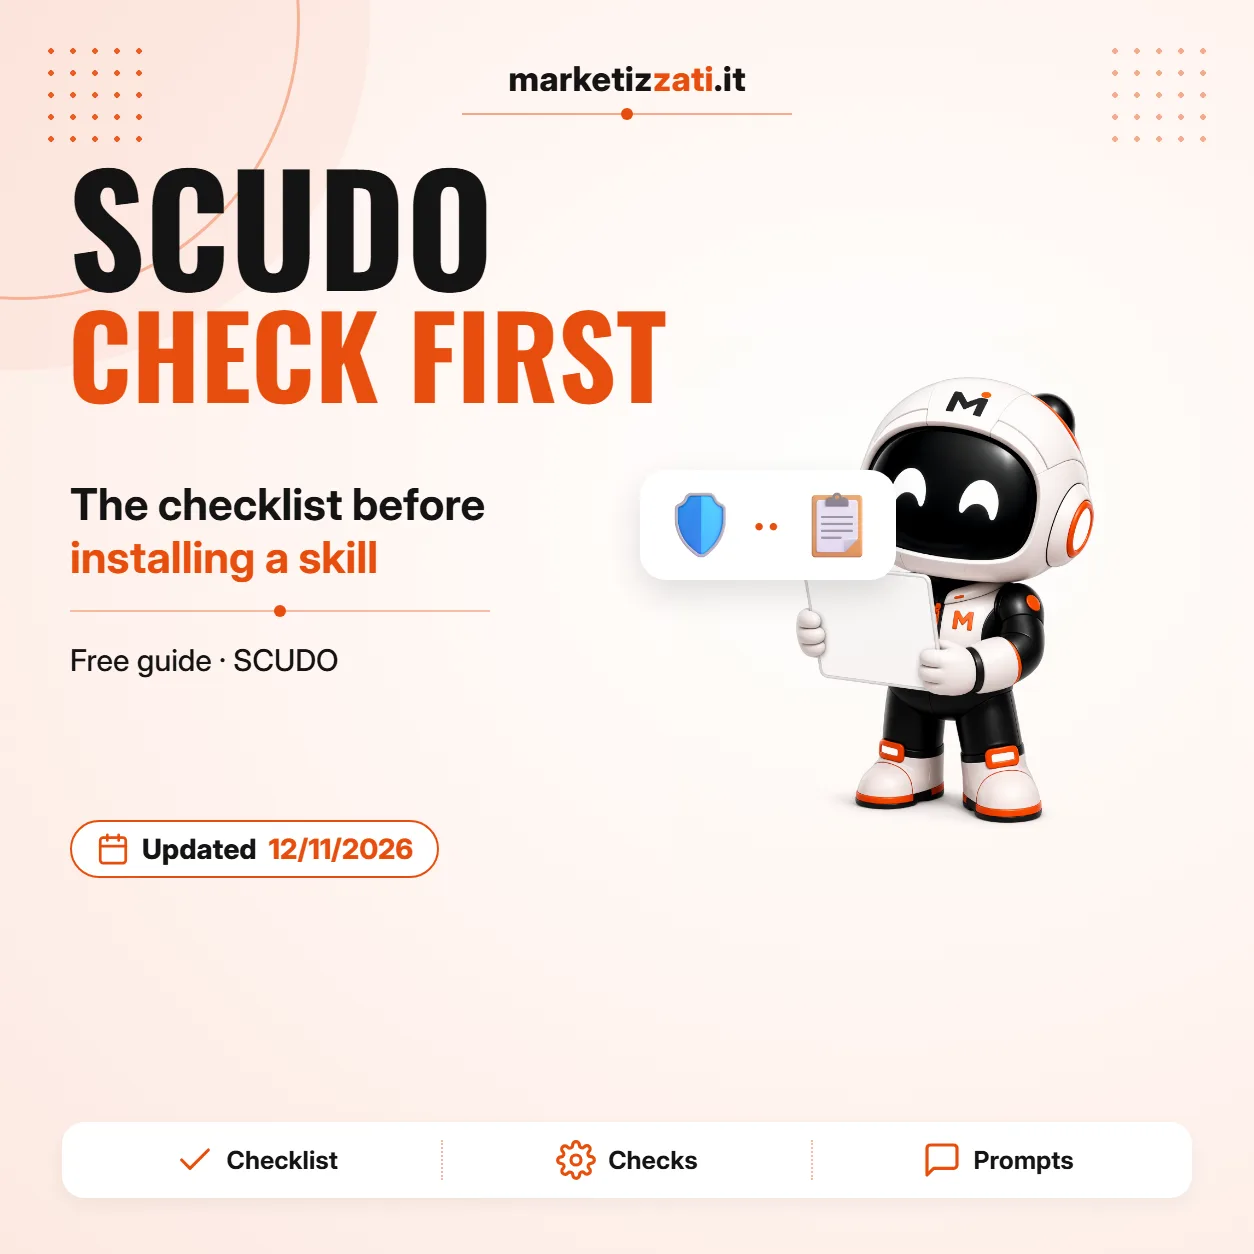 marketizzati.it
SCUDO
CHECK FIRST
The checklist before
installing a skill
Free guide · SCUDO
Updated 12/11/2026
M
M
Checklist
Checks
Prompts